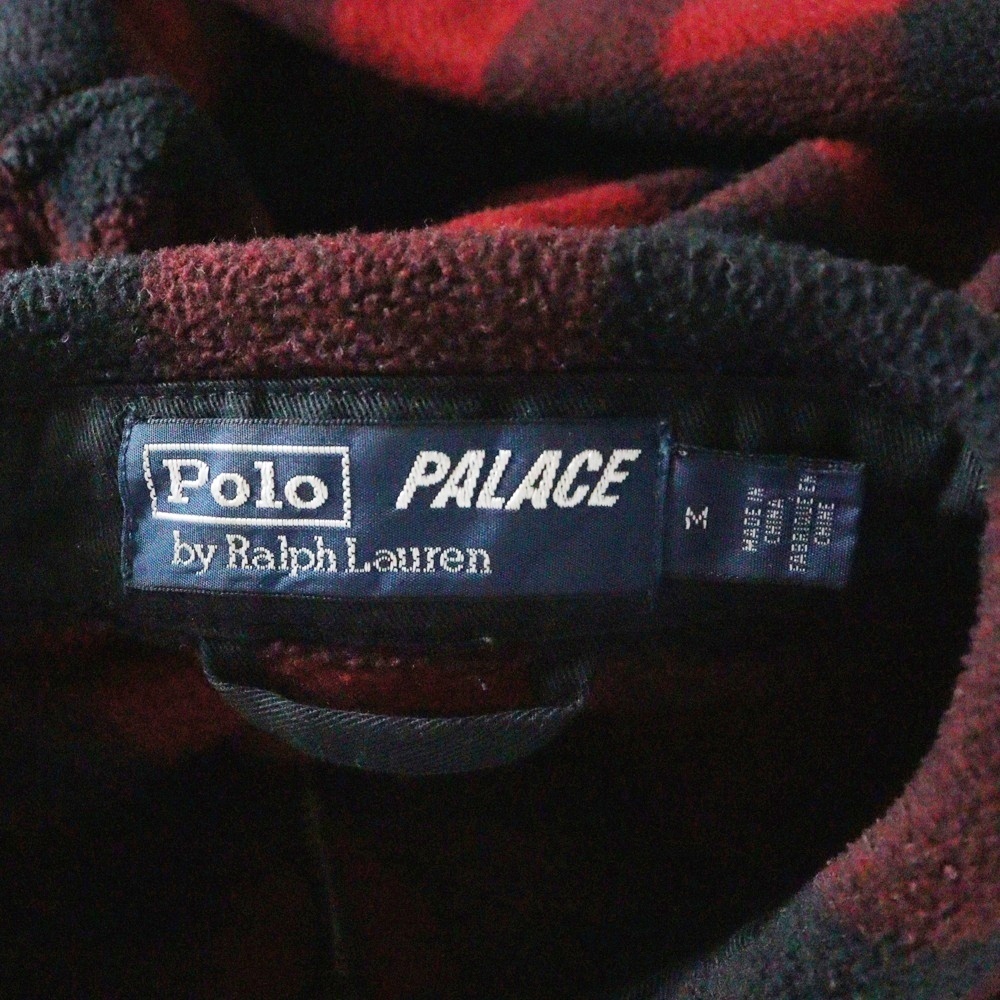 Polo PALACE
by Ralph Lauren
M
MADE IN
CHINA
FABRIQUÉ EN
CHINE